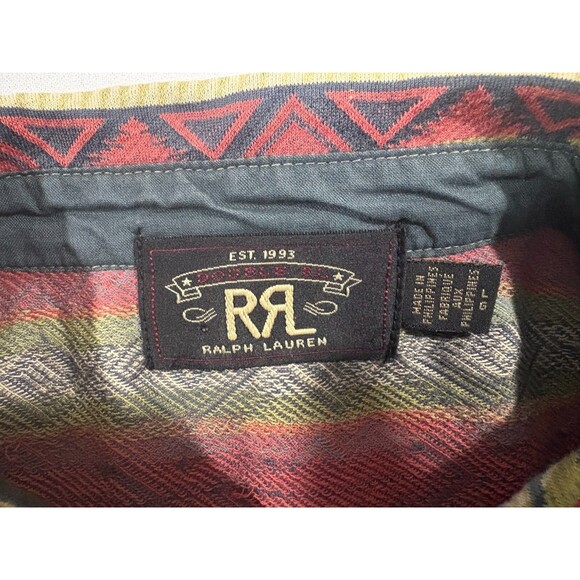 EST. 1993
DOUBLE RL
RRL
RALPH LAUREN
MADE IN
PHILIPPINES
FABRIQUE
AUX
PHILIPPINES
L